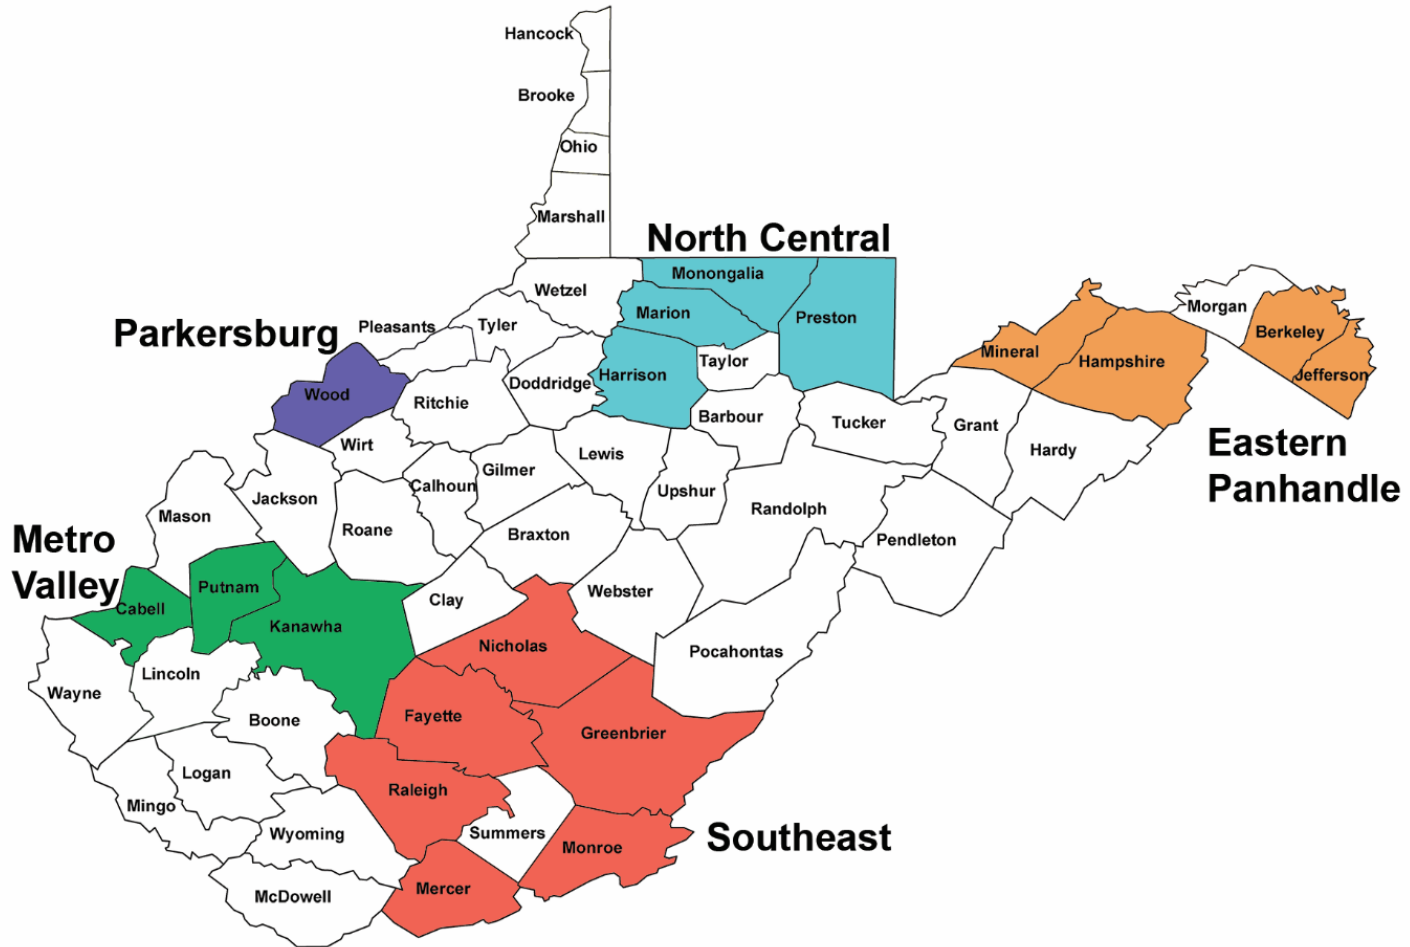 Hancock
Brooke
Ohio
Marshall
North Central
Monongalia
Wetzel
Marion
Preston
Morgan
Berkeley
Jefferson
Mineral
Hampshire
Eastern
Panhandle
Parkersburg
Pleasants
Tyler
Taylor
Harrison
Doddridge
Wood
Ritchie
Barbour
Tucker
Grant
Hardy
Wirt
Lewis
Gilmer
Calhoun
Upshur
Jackson
Randolph
Mason
Roane
Braxton
Pendleton
Metro
Valley
Putnam
Cabell
Kanawha
Clay
Webster
Nicholas
Pocahontas
Lincoln
Wayne
Boone
Fayette
Greenbrier
Logan
Raleigh
Mingo
Wyoming
Summers
Monroe
Southeast
McDowell
Mercer